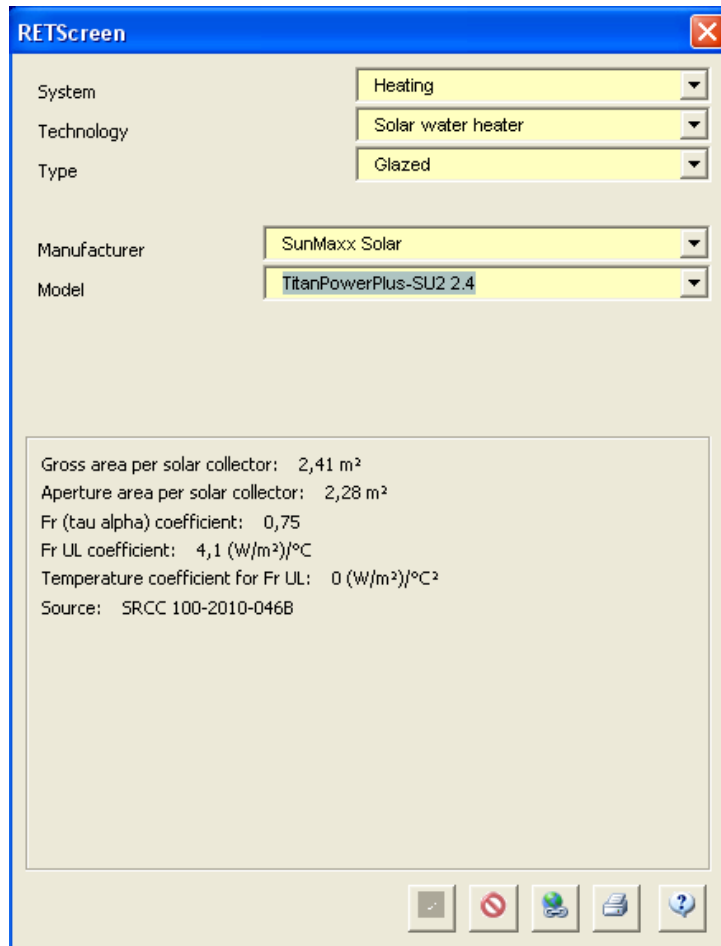 RETScreen
System Heating
Technology Solar water heater
Type Glazed
Manufacturer SunMaxx Solar
Model TitanPowerPlus-SU2 2.4
Gross area per solar collector: 2,41 m²
Aperture area per solar collector: 2,28 m²
Fr (tau alpha) coefficient: 0,75
Fr UL coefficient: 4,1 (W/m²)/°C
Temperature coefficient for Fr UL: 0 (W/m²)/°C²
Source: SRCC 100-2010-046B